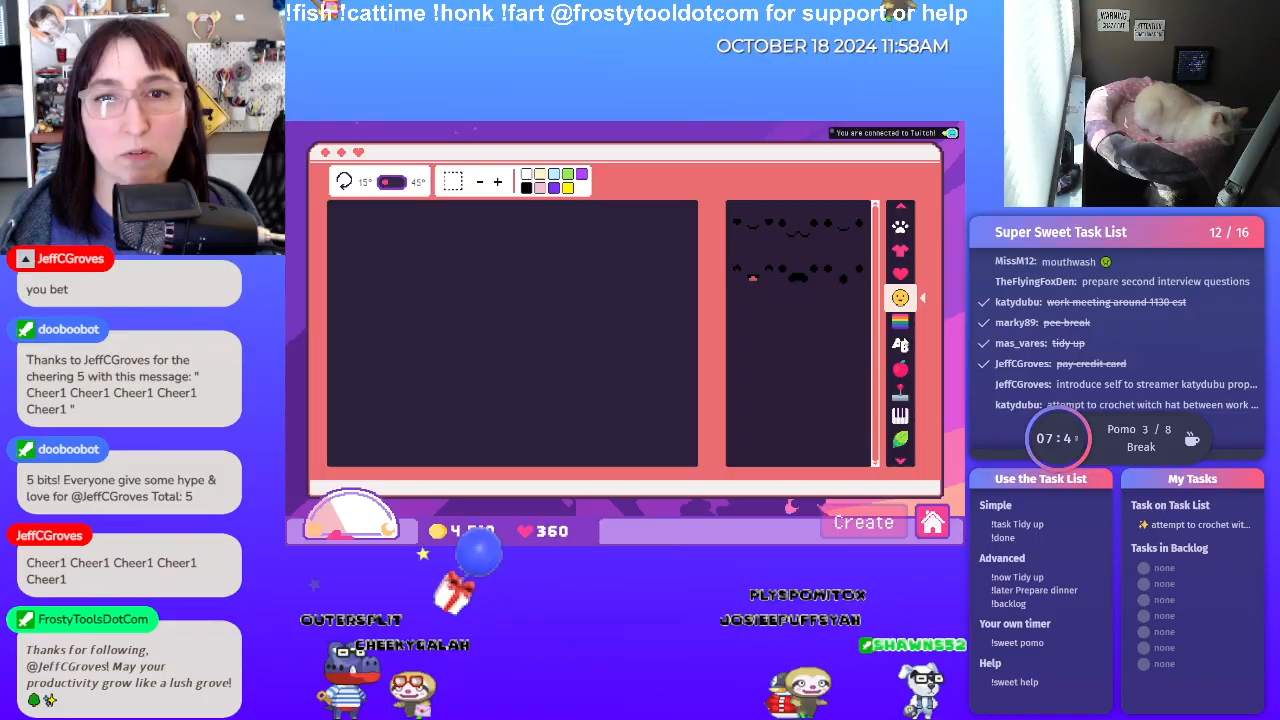 !fish !cattime !honk !fart @frostytooldotcom for support or help
OCTOBER 18 2024 11:58AM
You are connected to Twitch!
15°
45°
- +
Create
360
JeffCGroves
you bet
dooboobot
Thanks to JeffCGroves for the
cheering 5 with this message: "
Cheer1 Cheer1 Cheer1 Cheer1
Cheer1 "
dooboobot
5 bits! Everyone give some hype &
love for @JeffCGroves Total: 5
JeffCGroves
Cheer1 Cheer1 Cheer1 Cheer1
Cheer1
FrostyToolsDotCom
Thanks for following,
@JeffCGroves! May your
productivity grow like a lush grove!
OUTERSPLIT
CHEEKYGALAH
PLYSPOMITOX
JOSIEPUFFSYAH
SHAWNS52
WARNING
ATTENTION
Super Sweet Task List
12 / 16
MissM12: mouthwash
TheFlyingFoxDen: prepare second interview questions
katydubu: work meeting around 1130 est
marky89: pee break
mas_vares: tidy up
JeffCGroves: pay credit card
JeffCGroves: introduce self to streamer katydubu prop...
katydubu: attempt to crochet witch hat between work ...
Pomo 3 / 8
Break
Use the Task List
Simple
!task Tidy up
!done
Advanced
!now Tidy up
!later Prepare dinner
!backlog
Your own timer
!sweet pomo
Help
!sweet help
My Tasks
Task on Task List
attempt to crochet wit...
Tasks in Backlog
none
none
none
none
none
none
none